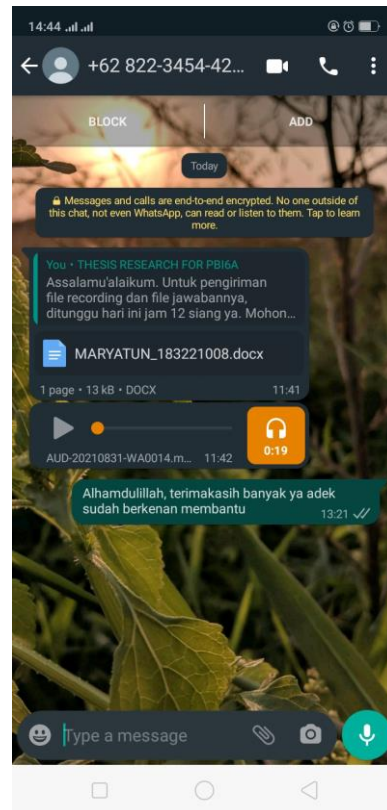 14:44
+62 822-3454-42...
BLOCK
ADD
Today
Messages and calls are end-to-end encrypted. No one outside of
this chat, not even WhatsApp, can read or listen to them. Tap to learn
more.
You • THESIS RESEARCH FOR PBI6A
Assalamu'alaikum. Untuk pengiriman
file recording dan file jawabannya,
ditunggu hari ini jam 12 siang ya. Mohon...
MARYATUN_183221008.docx
1 page • 13 kB • DOCX 11:41
0:19
AUD-20210831-WA0014.m... 11:42
Alhamdulillah, terimakasih banyak ya adek
sudah berkenan membantu
13:21
Type a message